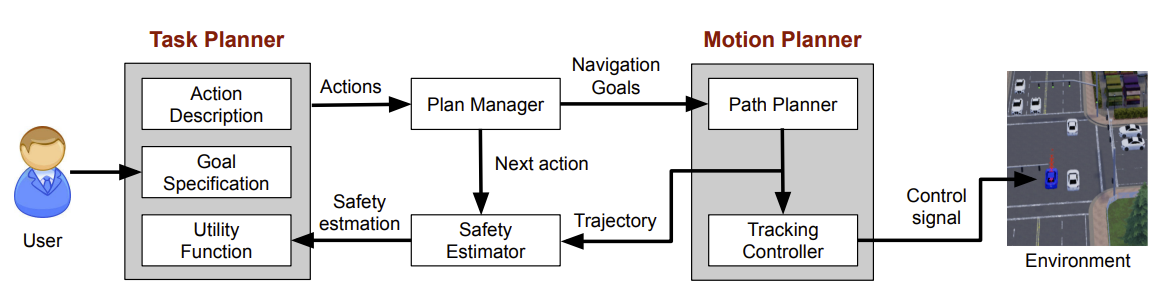 Task Planner
Motion Planner
Action
Description
Goal
Specification
Utility
Function
User
Actions
Plan Manager
Next action
Safety
estmation
Safety
Estimator
Navigation
Goals
Trajectory
Path Planner
Tracking
Controller
Control
signal
Environment